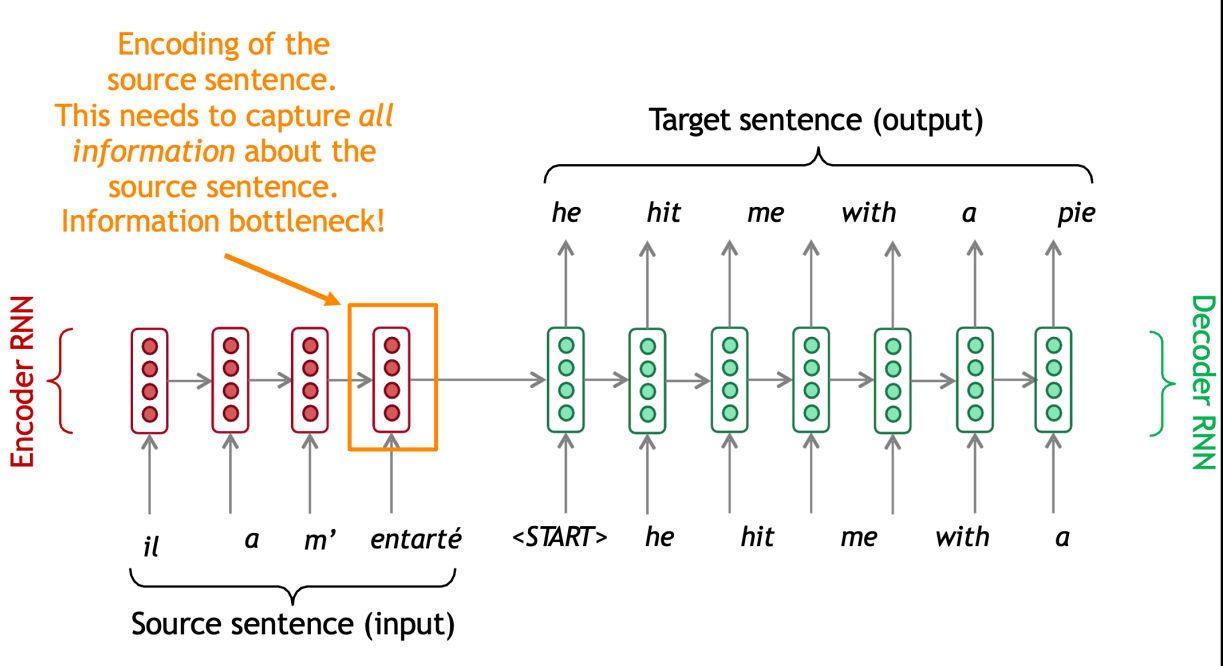 Encoding of the
source sentence.
This needs to capture all
information about the
source sentence.
Information bottleneck!
Target sentence (output)
he hit me with a pie
Encoder RNN
Decoder RNN
il a m’ entarté
<START> he hit me with a
Source sentence (input)